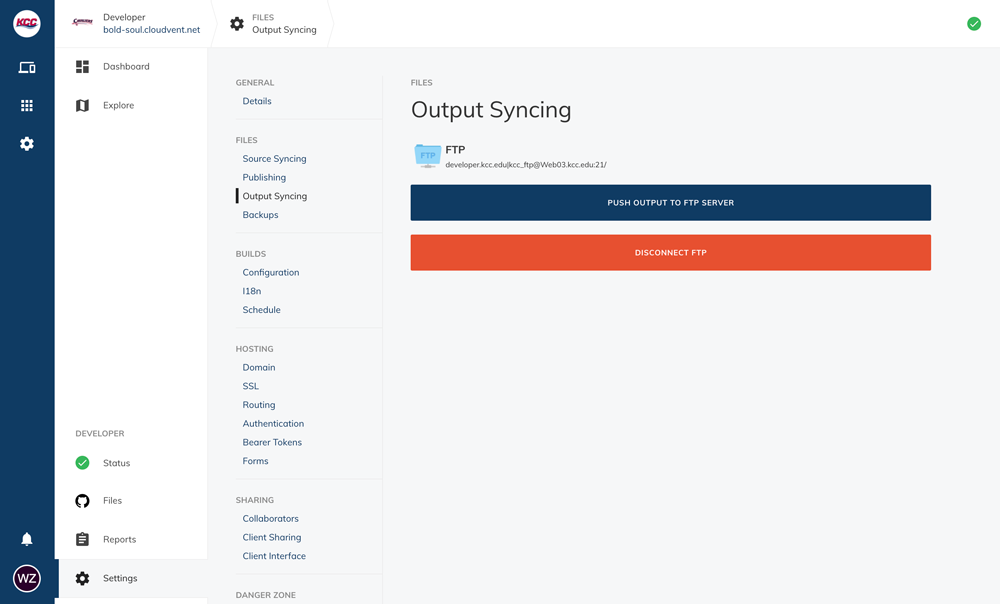 KCC
Developer
bold-soul.cloudvent.net
FILES
Output Syncing
Dashboard
Explore
DEVELOPER
Status
Files
Reports
Settings
WZ
GENERAL
Details
FILES
Source Syncing
Publishing
Output Syncing
Backups
BUILDS
Configuration
I18n
Schedule
HOSTING
Domain
SSL
Routing
Authentication
Bearer Tokens
Forms
SHARING
Collaborators
Client Sharing
Client Interface
DANGER ZONE
FILES
Output Syncing
FTP
FTP
developer.kcc.edu|kcc_ftp@Web03.kcc.edu:21/
PUSH OUTPUT TO FTP SERVER
DISCONNECT FTP